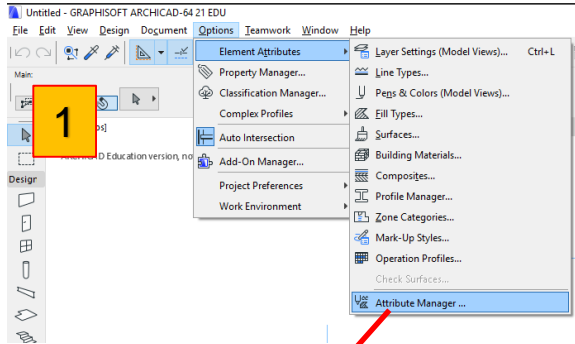 Untitled - GRAPHISOFT ARCHICAD-64 21 EDU
File Edit View Design Document Options Teamwork Window Help
Main:
1
Element Attributes
Property Manager...
Classification Manager...
Complex Profiles
Auto Intersection
Add-On Manager...
Project Preferences
Work Environment
Layer Settings (Model Views)... Ctrl+L
Line Types...
Pens & Colors (Model Views)...
Fill Types...
Surfaces...
Building Materials...
Composites...
Profile Manager...
Zone Categories...
Mark-Up Styles...
Operation Profiles...
Check Surfaces...
Attribute Manager ...
D Education version, no
Design